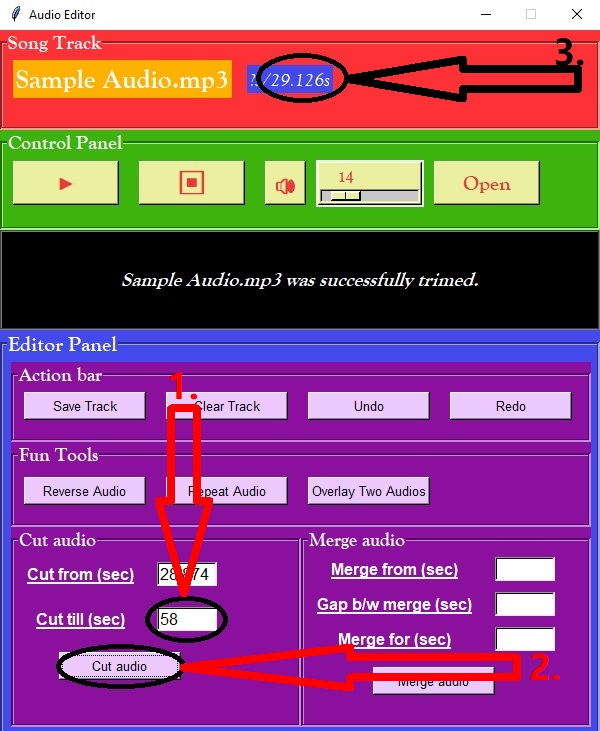 Audio Editor
Song Track
Sample Audio.mp3
?/29.126s
3.
Control Panel
14
Open
Sample Audio.mp3 was successfully trimed.
Editor Panel
Action bar
1.
Save Track
Clear Track
Undo
Redo
Fun Tools
Reverse Audio
Repeat Audio
Overlay Two Audios
Cut audio
Merge audio
Cut from (sec)
28.874
Merge from (sec)
Cut till (sec)
58
Gap b/w merge (sec)
Merge for (sec)
Cut audio
2.
Merge audio